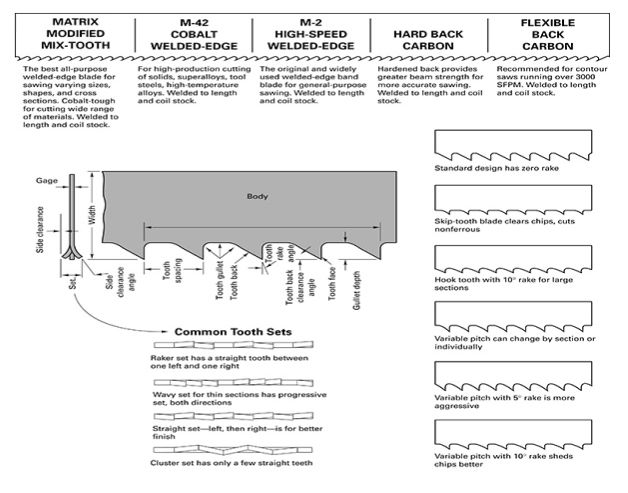 MATRIX
MODIFIED
MIX-TOOTH
M-42
COBALT
WELDED-EDGE
M-2
HIGH-SPEED
WELDED-EDGE
HARD BACK
CARBON
FLEXIBLE
BACK
CARBON
The best all-purpose
welded-edge blade for
sawing varying sizes,
shapes, and cross
sections. Cobalt-tough
for cutting wide range
of materials. Welded to
length and coil stock.
For high-production cutting
of solids, superalloys, tool
steels, high-temperature
alloys. Welded to length
and coil stock.
The original and widely
used welded-edge band
blade for general-purpose
sawing. Welded to length
and coil stock.
Hardened back provides
greater beam strength for
more accurate sawing.
Welded to length and coil
stock.
Recommended for contour
saws running over 3000
SFPM. Welded to length
and coil stock.
Gage
Side clearance
Set
Width
Side
clearance
angle
Body
Tooth
spacing
Tooth gullet
Tooth back
Tooth
rake
angle
Tooth back
clearance
angle
Tooth face
Gullet depth
Common Tooth Sets
Raker set has a straight tooth between
one left and one right
Wavy set for thin sections has progressive
set, both directions
Straight set—left, then right—is for better
finish
Cluster set has only a few straight teeth
Standard design has zero rake
Skip-tooth blade clears chips, cuts
nonferrous
Hook tooth with 10° rake for large
sections
Variable pitch can change by section or
individually
Variable pitch with 5° rake is more
aggressive
Variable pitch with 10° rake sheds
chips better